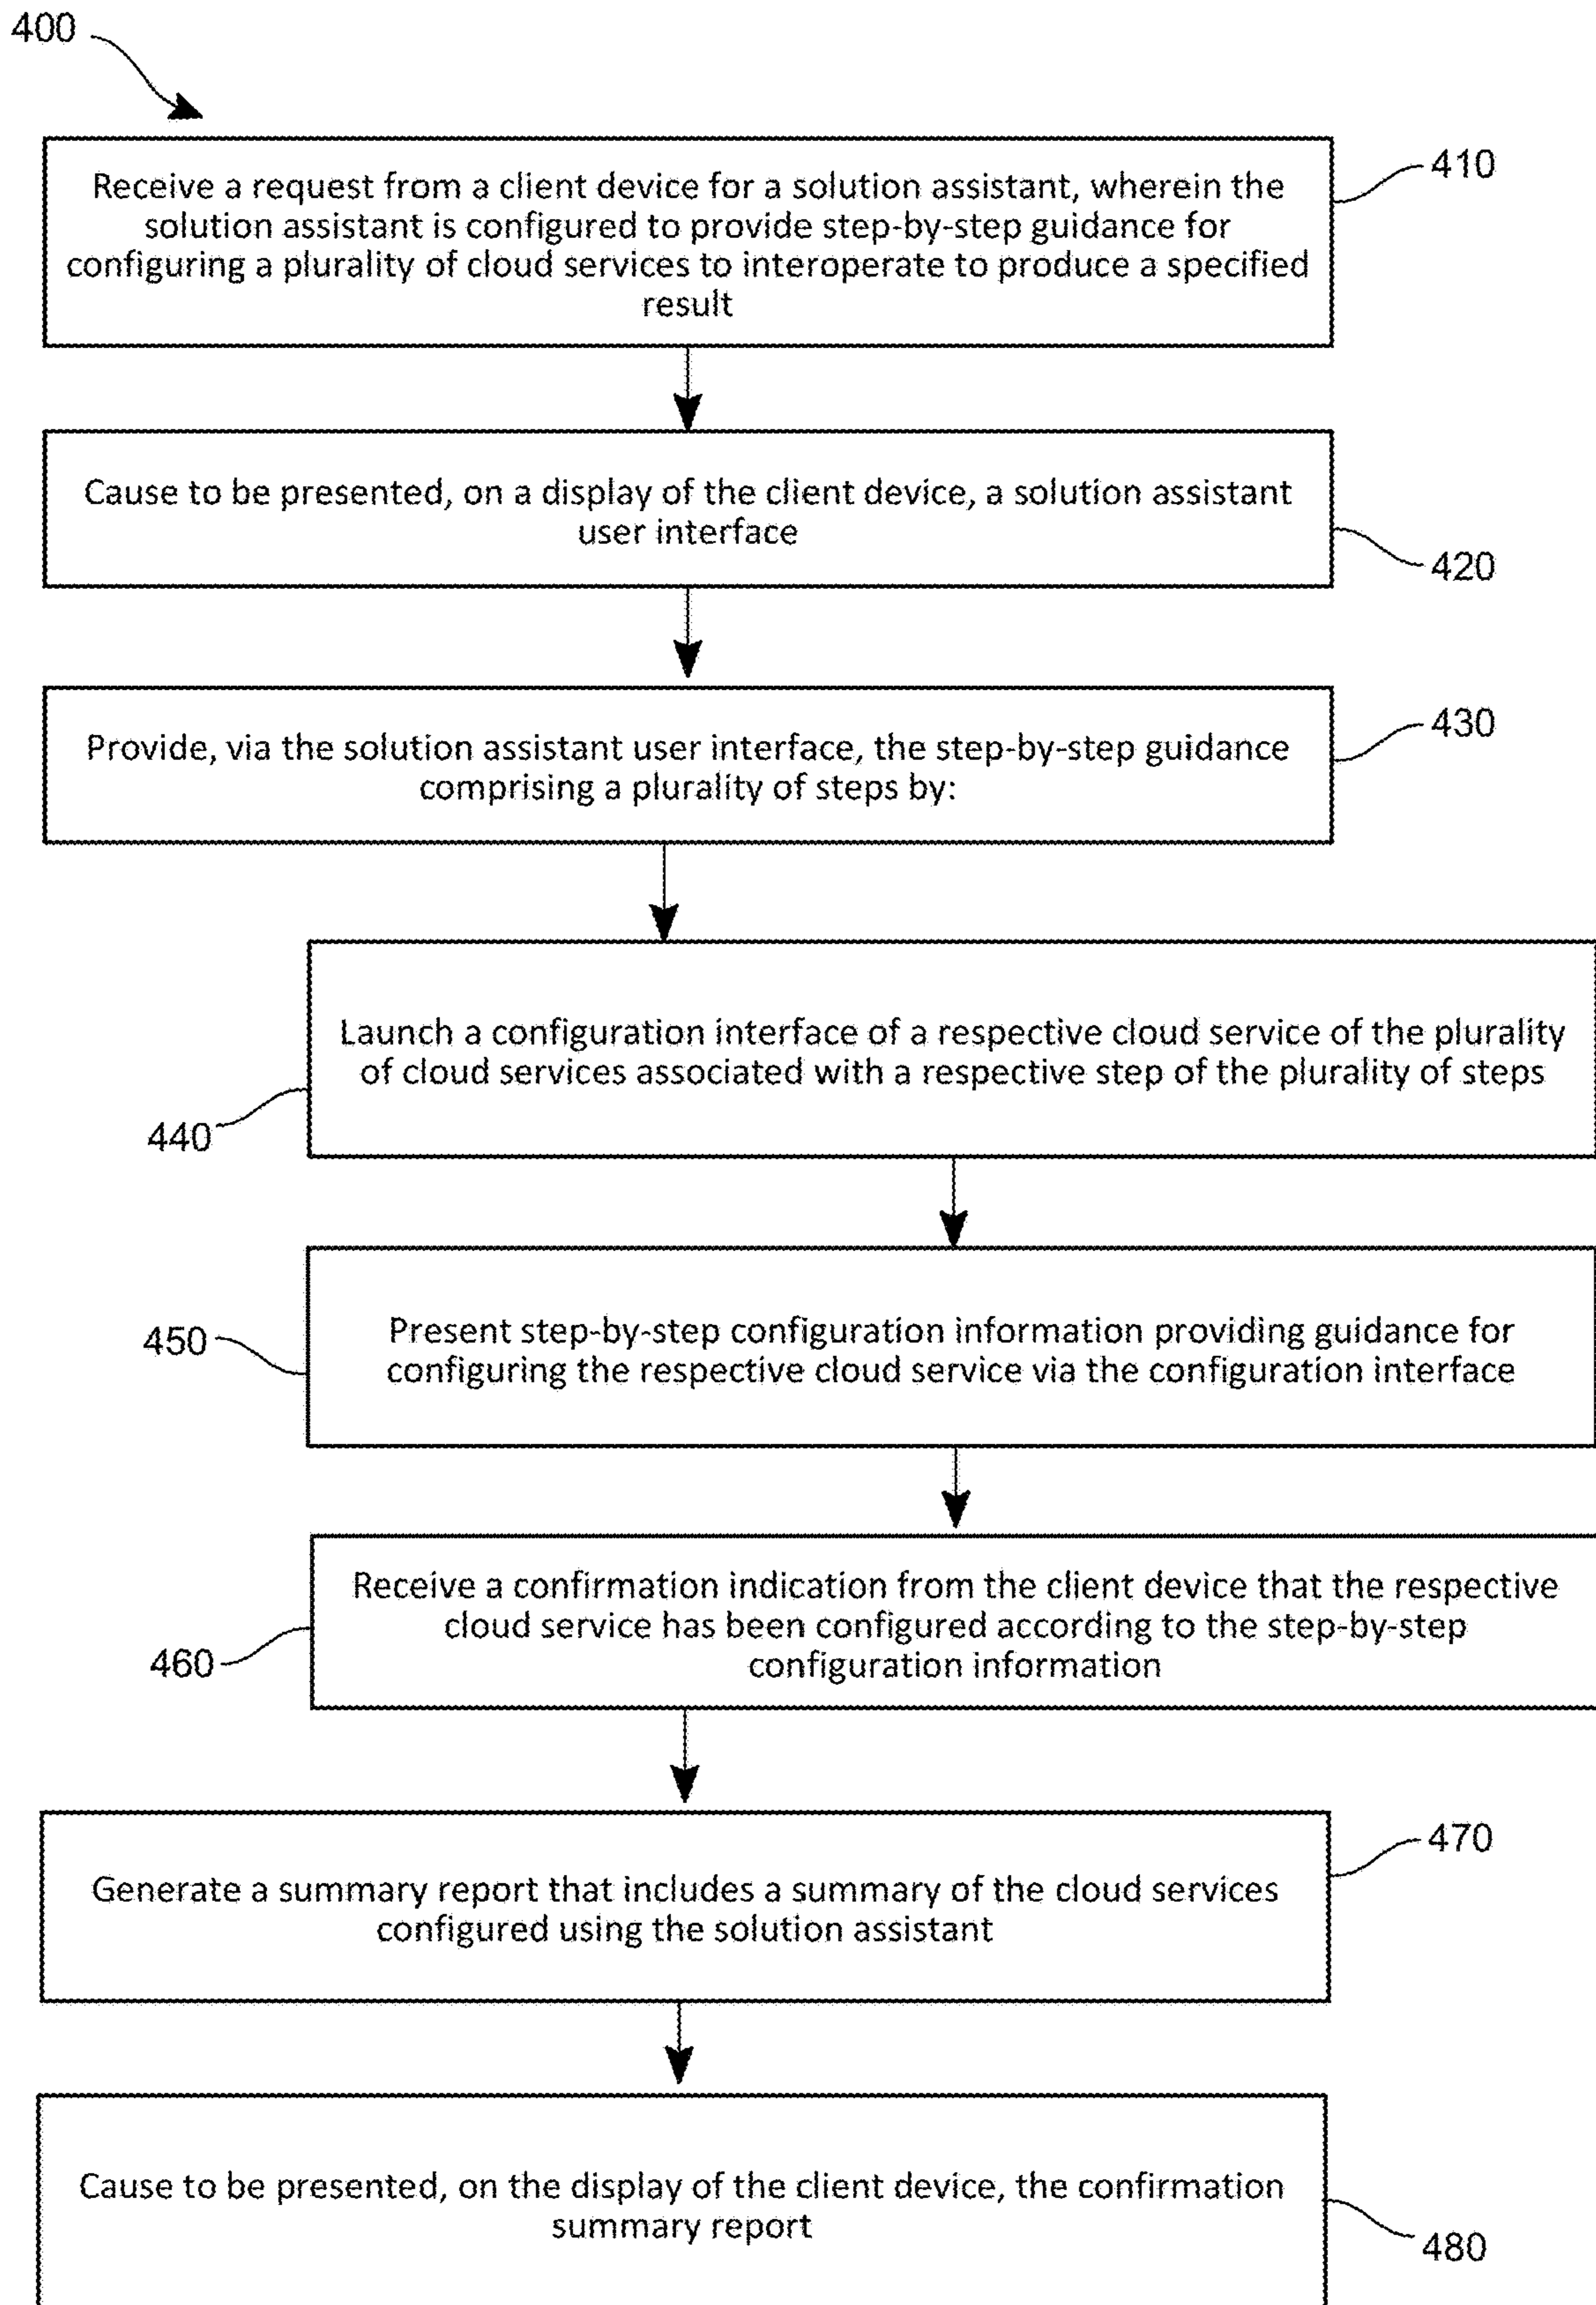 400
410
Receive a request from a client device for a solution assistant, wherein the
solution assistant is configured to provide step-by-step guidance for
configuring a plurality of cloud services to interoperate to produce a specified
result
Cause to be presented, on a display of the client device, a solution assistant
user interface
420
430
Provide, via the solution assistant user interface, the step-by-step guidance
comprising a plurality of steps by:
Launch a configuration interface of a respective cloud service of the plurality
of cloud services associated with a respective step of the plurality of steps
440
450
Present step-by-step configuration information providing guidance for
configuring the respective cloud service via the configuration interface
Receive a confirmation indication from the client device that the respective
cloud service has been configured according to the step-by-step
configuration information
460
470
Generate a summary report that includes a summary of the cloud services
configured using the solution assistant
Cause to be presented, on the display of the client device, the confirmation
summary report
480